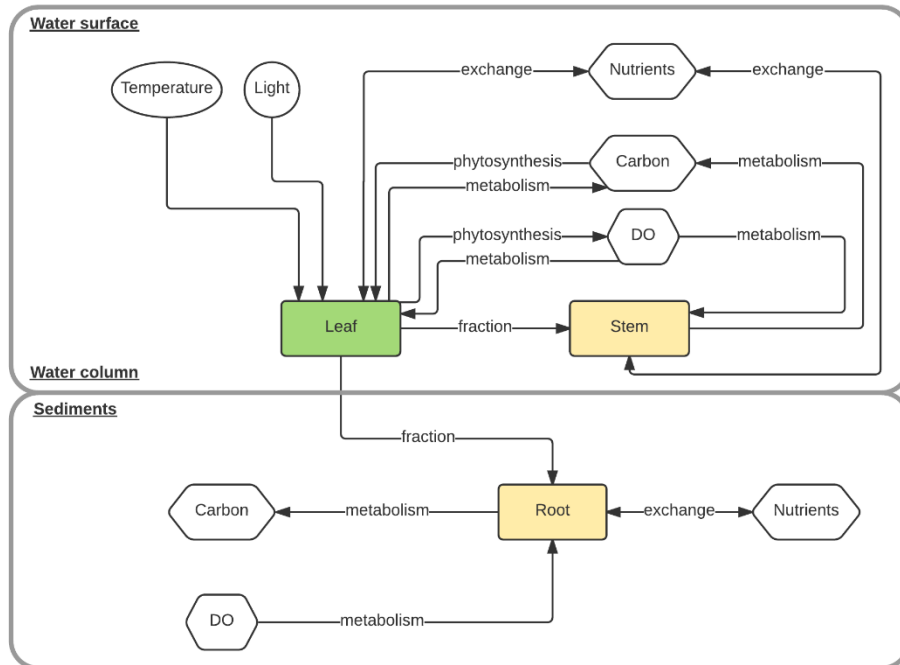 Water surface
exchange
Nutrients
exchange
Temperature
Light
phytosynthesis
Carbon
metabolism
metabolism
phytosynthesis
DO
metabolism
metabolism
Leaf
fraction
Stem
Water column
Sediments
fraction
Carbon
metabolism
Root
exchange
Nutrients
DO
metabolism